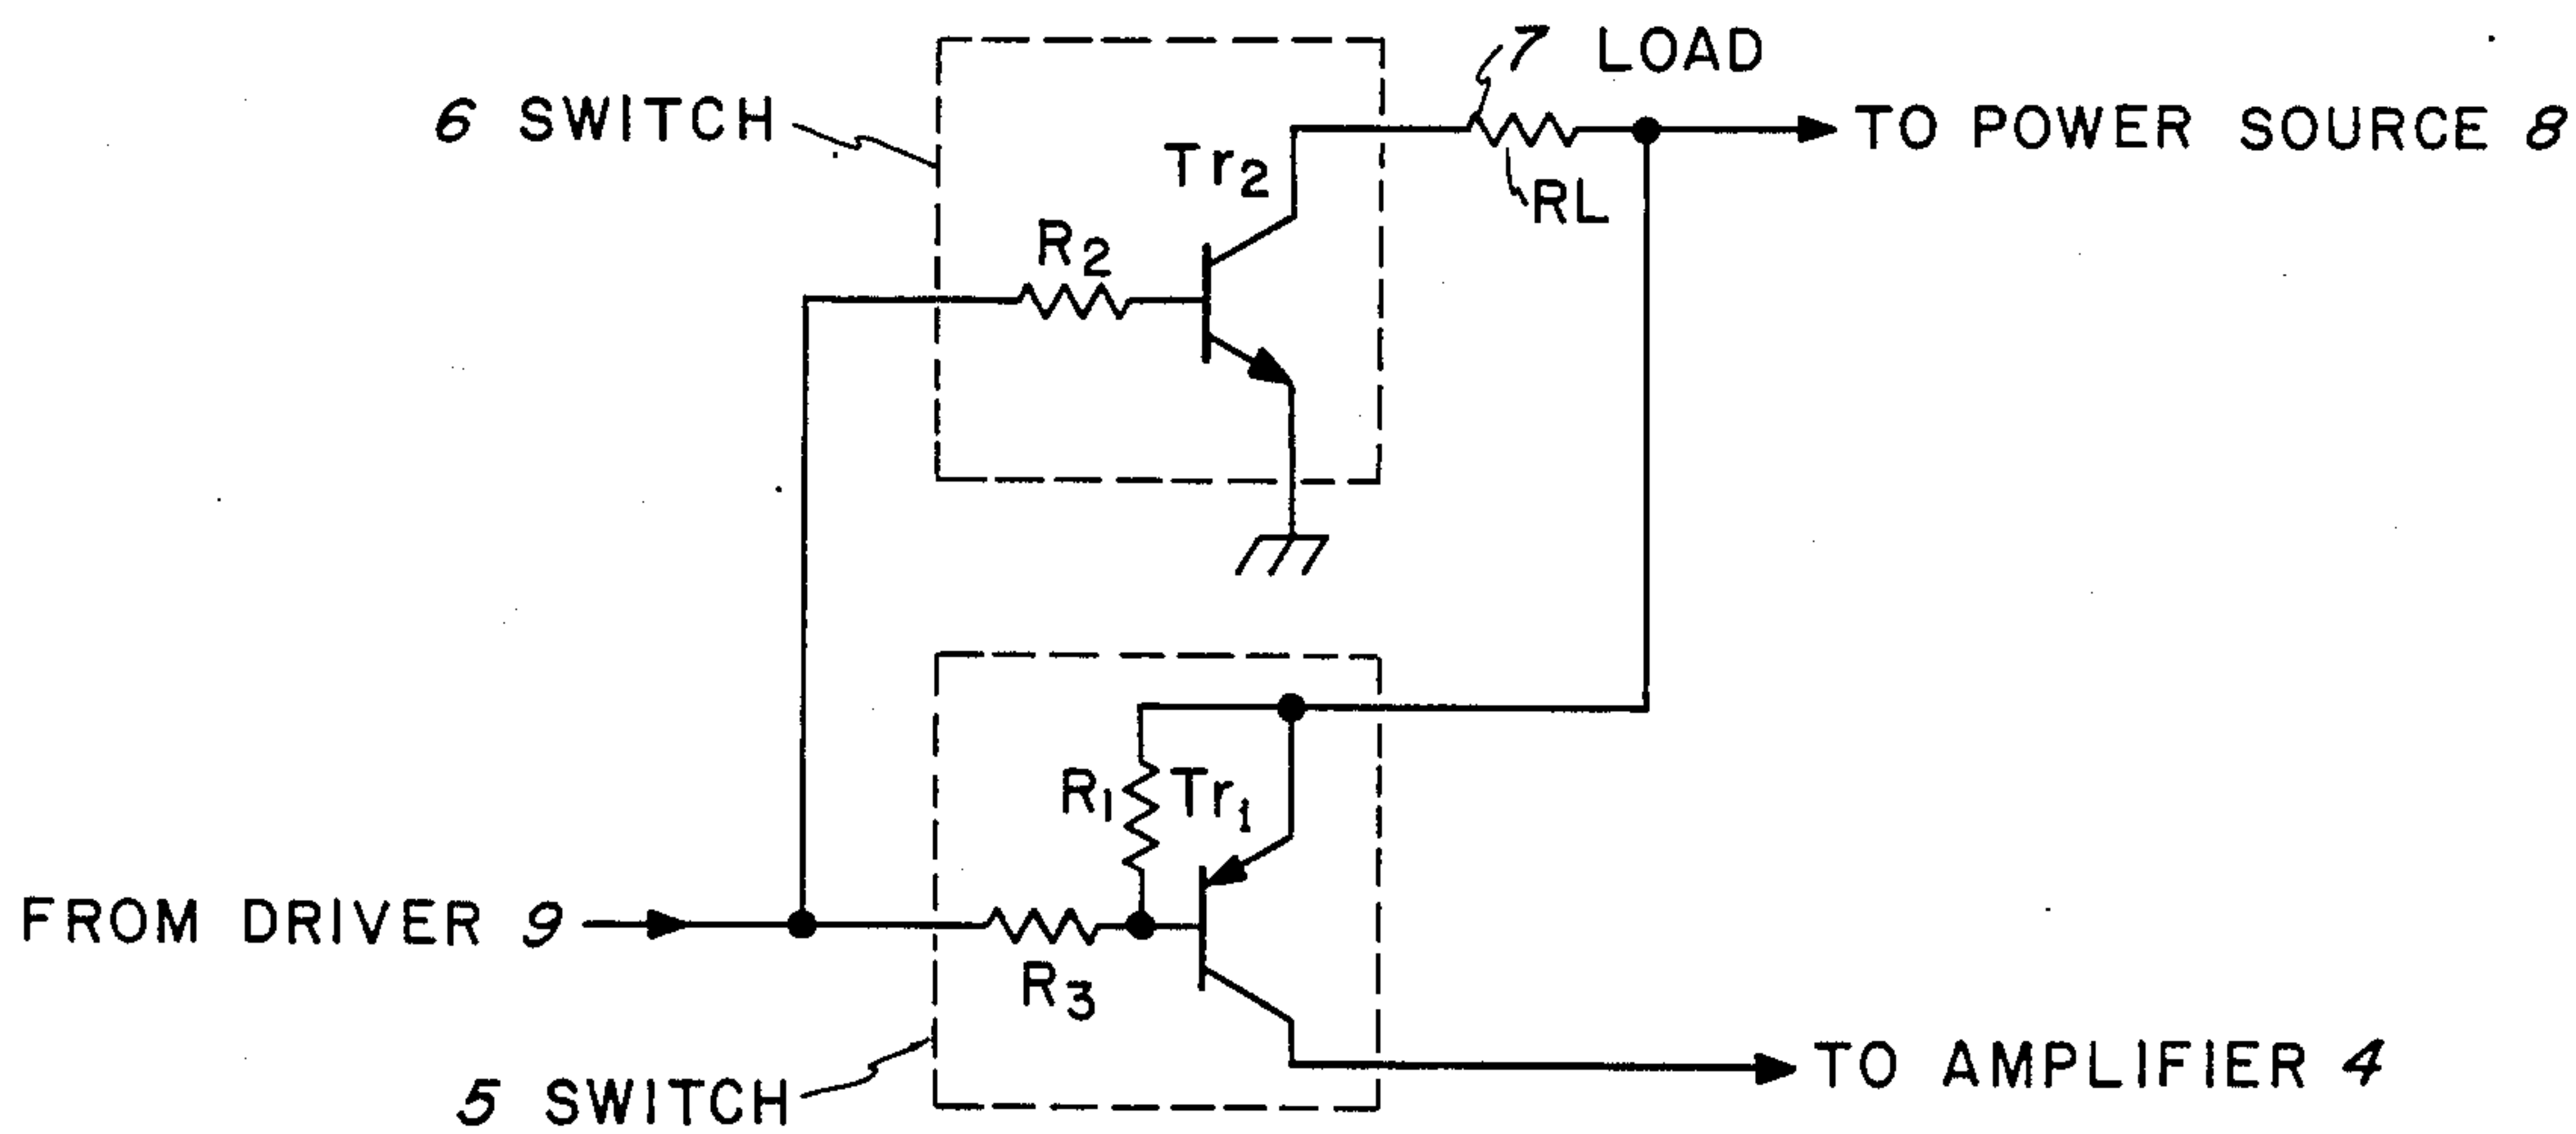 7 LOAD
6 SWITCH
TO POWER SOURCE 8
Tr2
RL
R2
R1
Tr1
FROM DRIVER 9
R3
TO AMPLIFIER 4
5 SWITCH